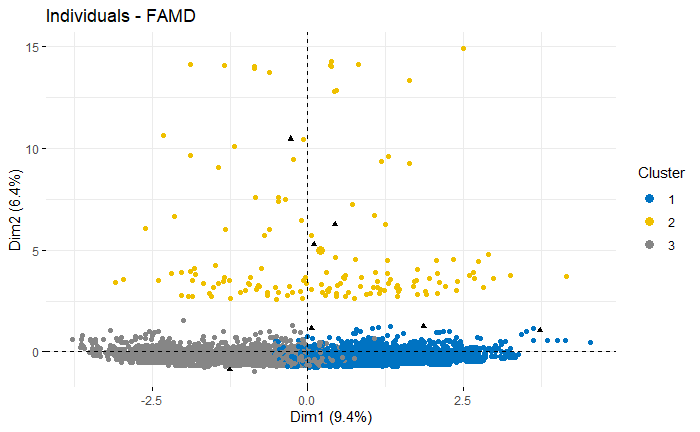 Individuals - FAMD
15
10
5
0
Dim2 (6.4%)
-2.5
0.0
2.5
Dim1 (9.4%)
Cluster
1
2
3